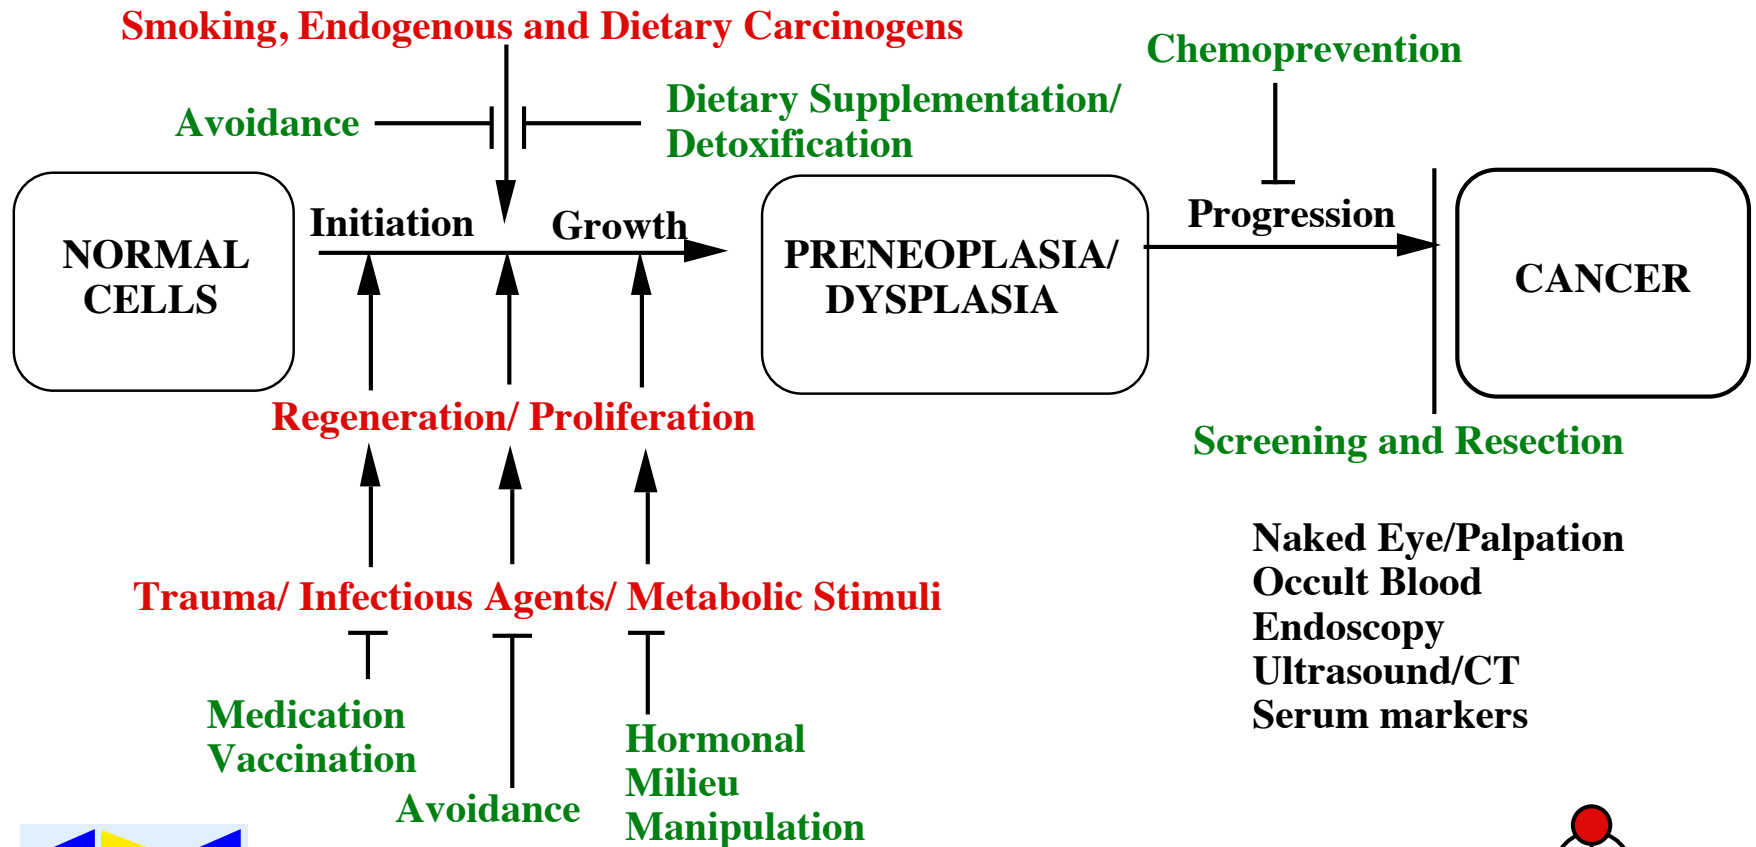 Smoking, Endogenous and Dietary Carcinogens
Chemoprevention
Avoidance
Dietary Supplementation/
Detoxification
NORMAL
CELLS
Initiation
Growth
PRENEOPLASIA/
DYSPLASIA
Progression
CANCER
Regeneration/ Proliferation
Screening and Resection
Trauma/ Infectious Agents/ Metabolic Stimuli
Naked Eye/Palpation
Occult Blood
Endoscopy
Ultrasound/CT
Serum markers
Medication
Vaccination
Avoidance
Hormonal
Milieu
Manipulation